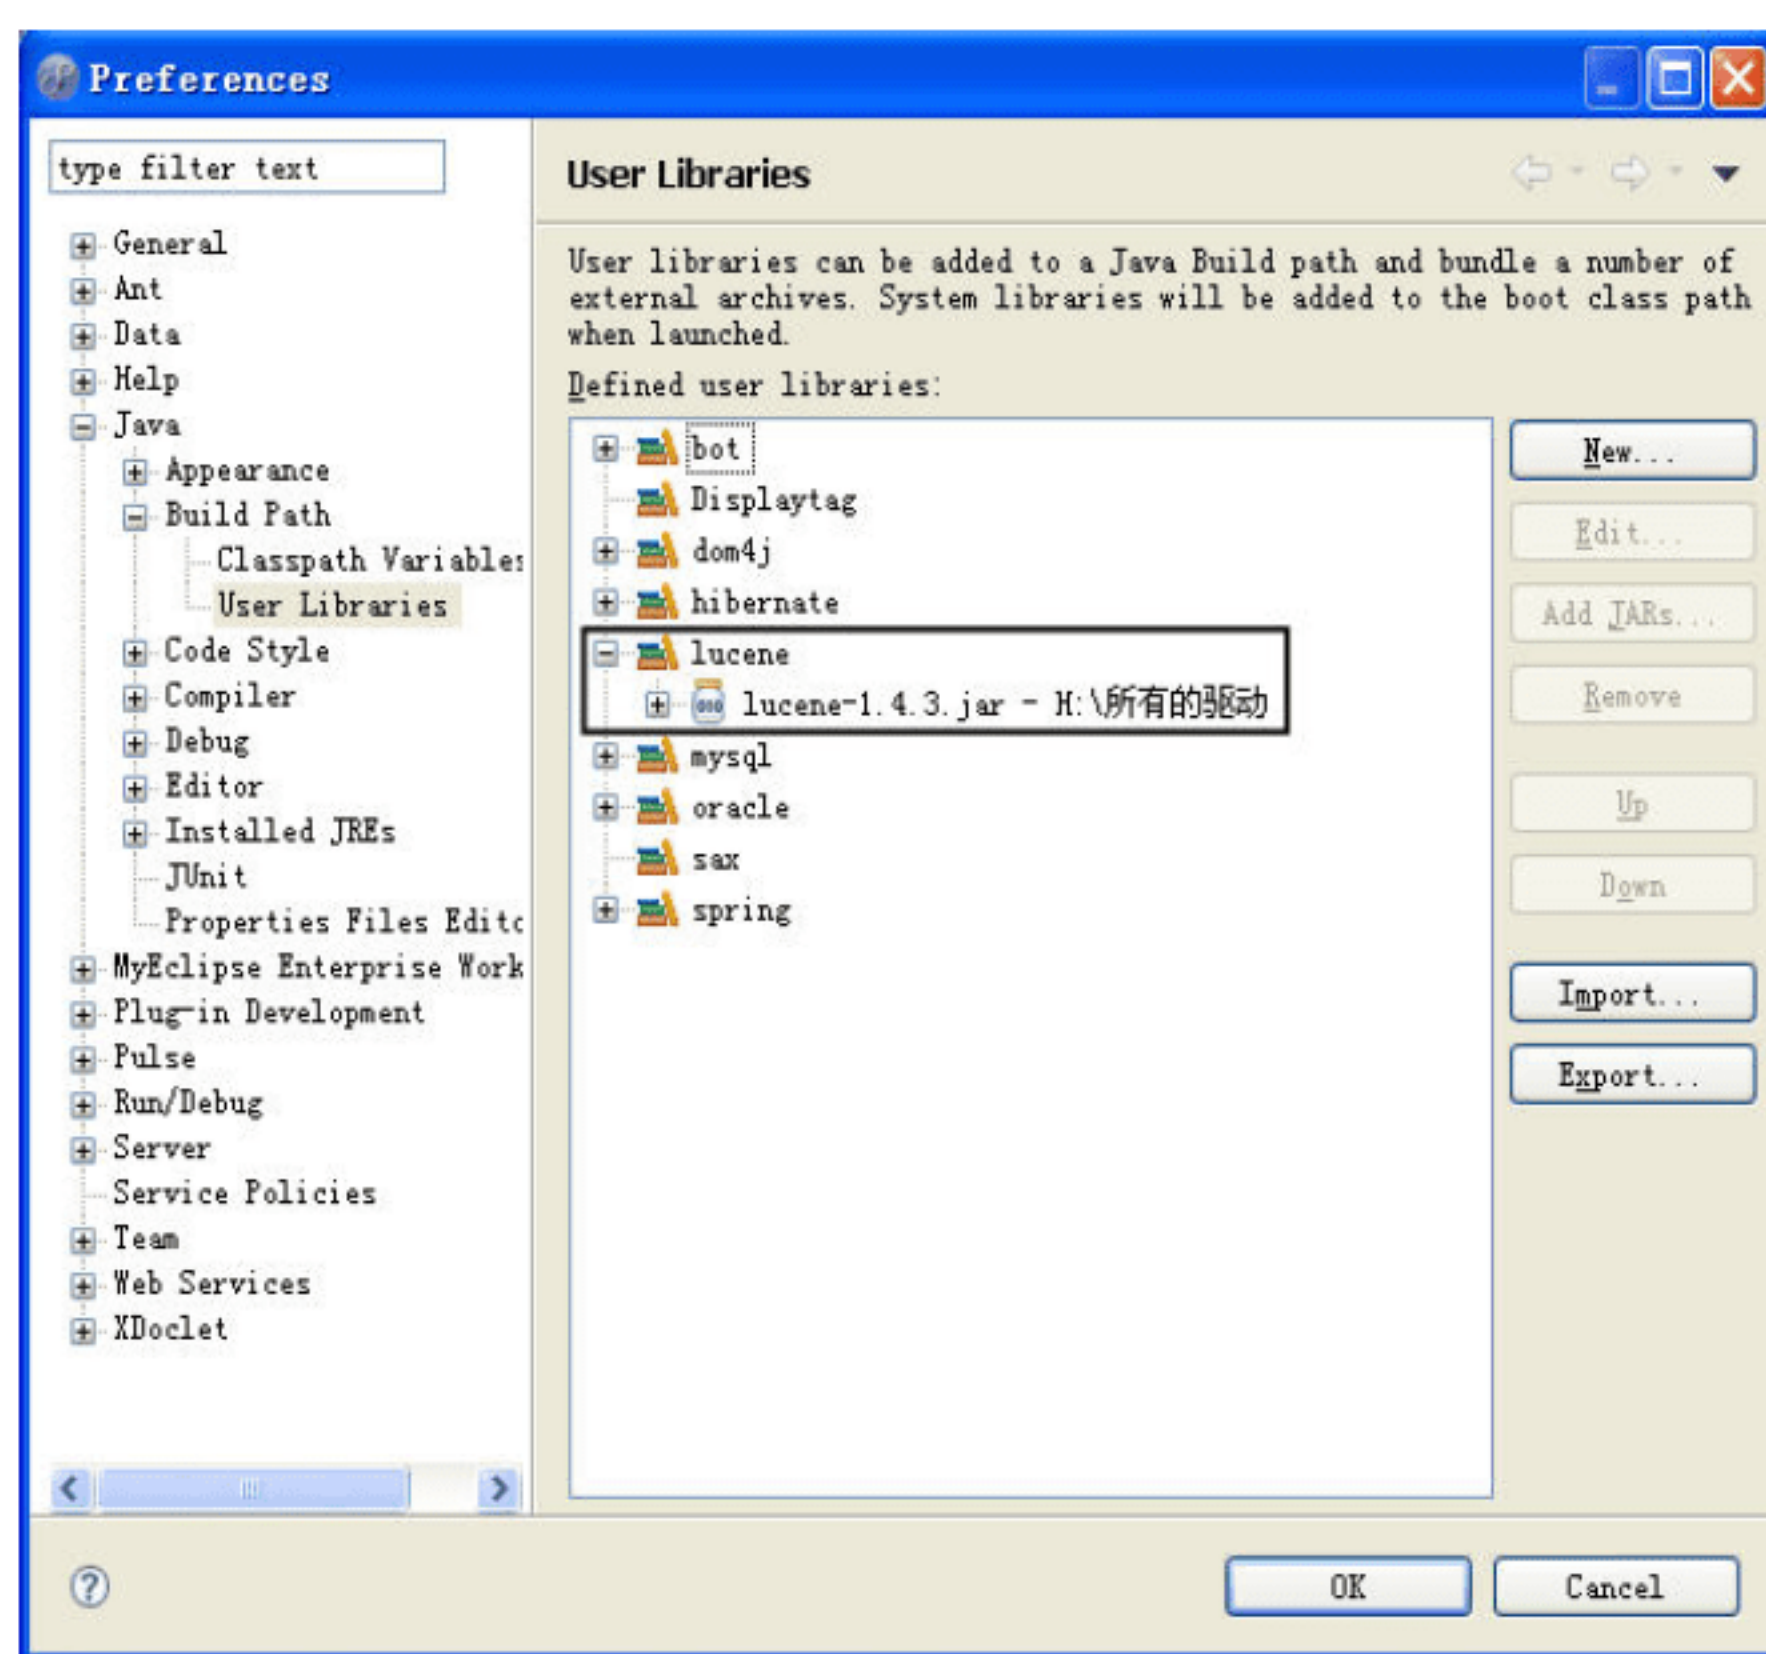 Preferences
type filter text
General
Ant
Data
Help
Java
Appearance
Build Path
Classpath Variables
User Libraries
Code Style
Compiler
Debug
Editor
Installed JREs
JUnit
Properties Files Edito
MyEclipse Enterprise Work
Plug-in Development
Pulse
Run/Debug
Server
Service Policies
Team
Web Services
XDoclet
User Libraries
User libraries can be added to a Java Build path and bundle a number of
external archives. System libraries will be added to the boot class path
when launched.
Defined user libraries:
bot
Displaytag
dom4j
hibernate
lucene
lucene-1.4.3.jar - H:\所有的驱动
mysql
oracle
sax
spring
New...
Edit...
Add JARs...
Remove
Up
Down
Import...
Export...
OK
Cancel